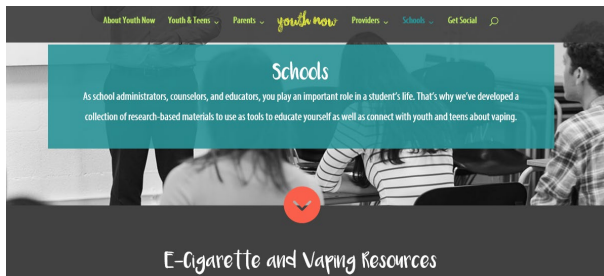 About Youth Now Youth & Teens Parents youth now Providers Schools Get Social
Schools
As school administrators, counselors, and educators, you play an important role in a student's life. That's why we've developed a
collection of research-based materials to use as tools to educate yourself as well as connect with youth and teens about vaping.
E-Cigarette and Vaping Resources